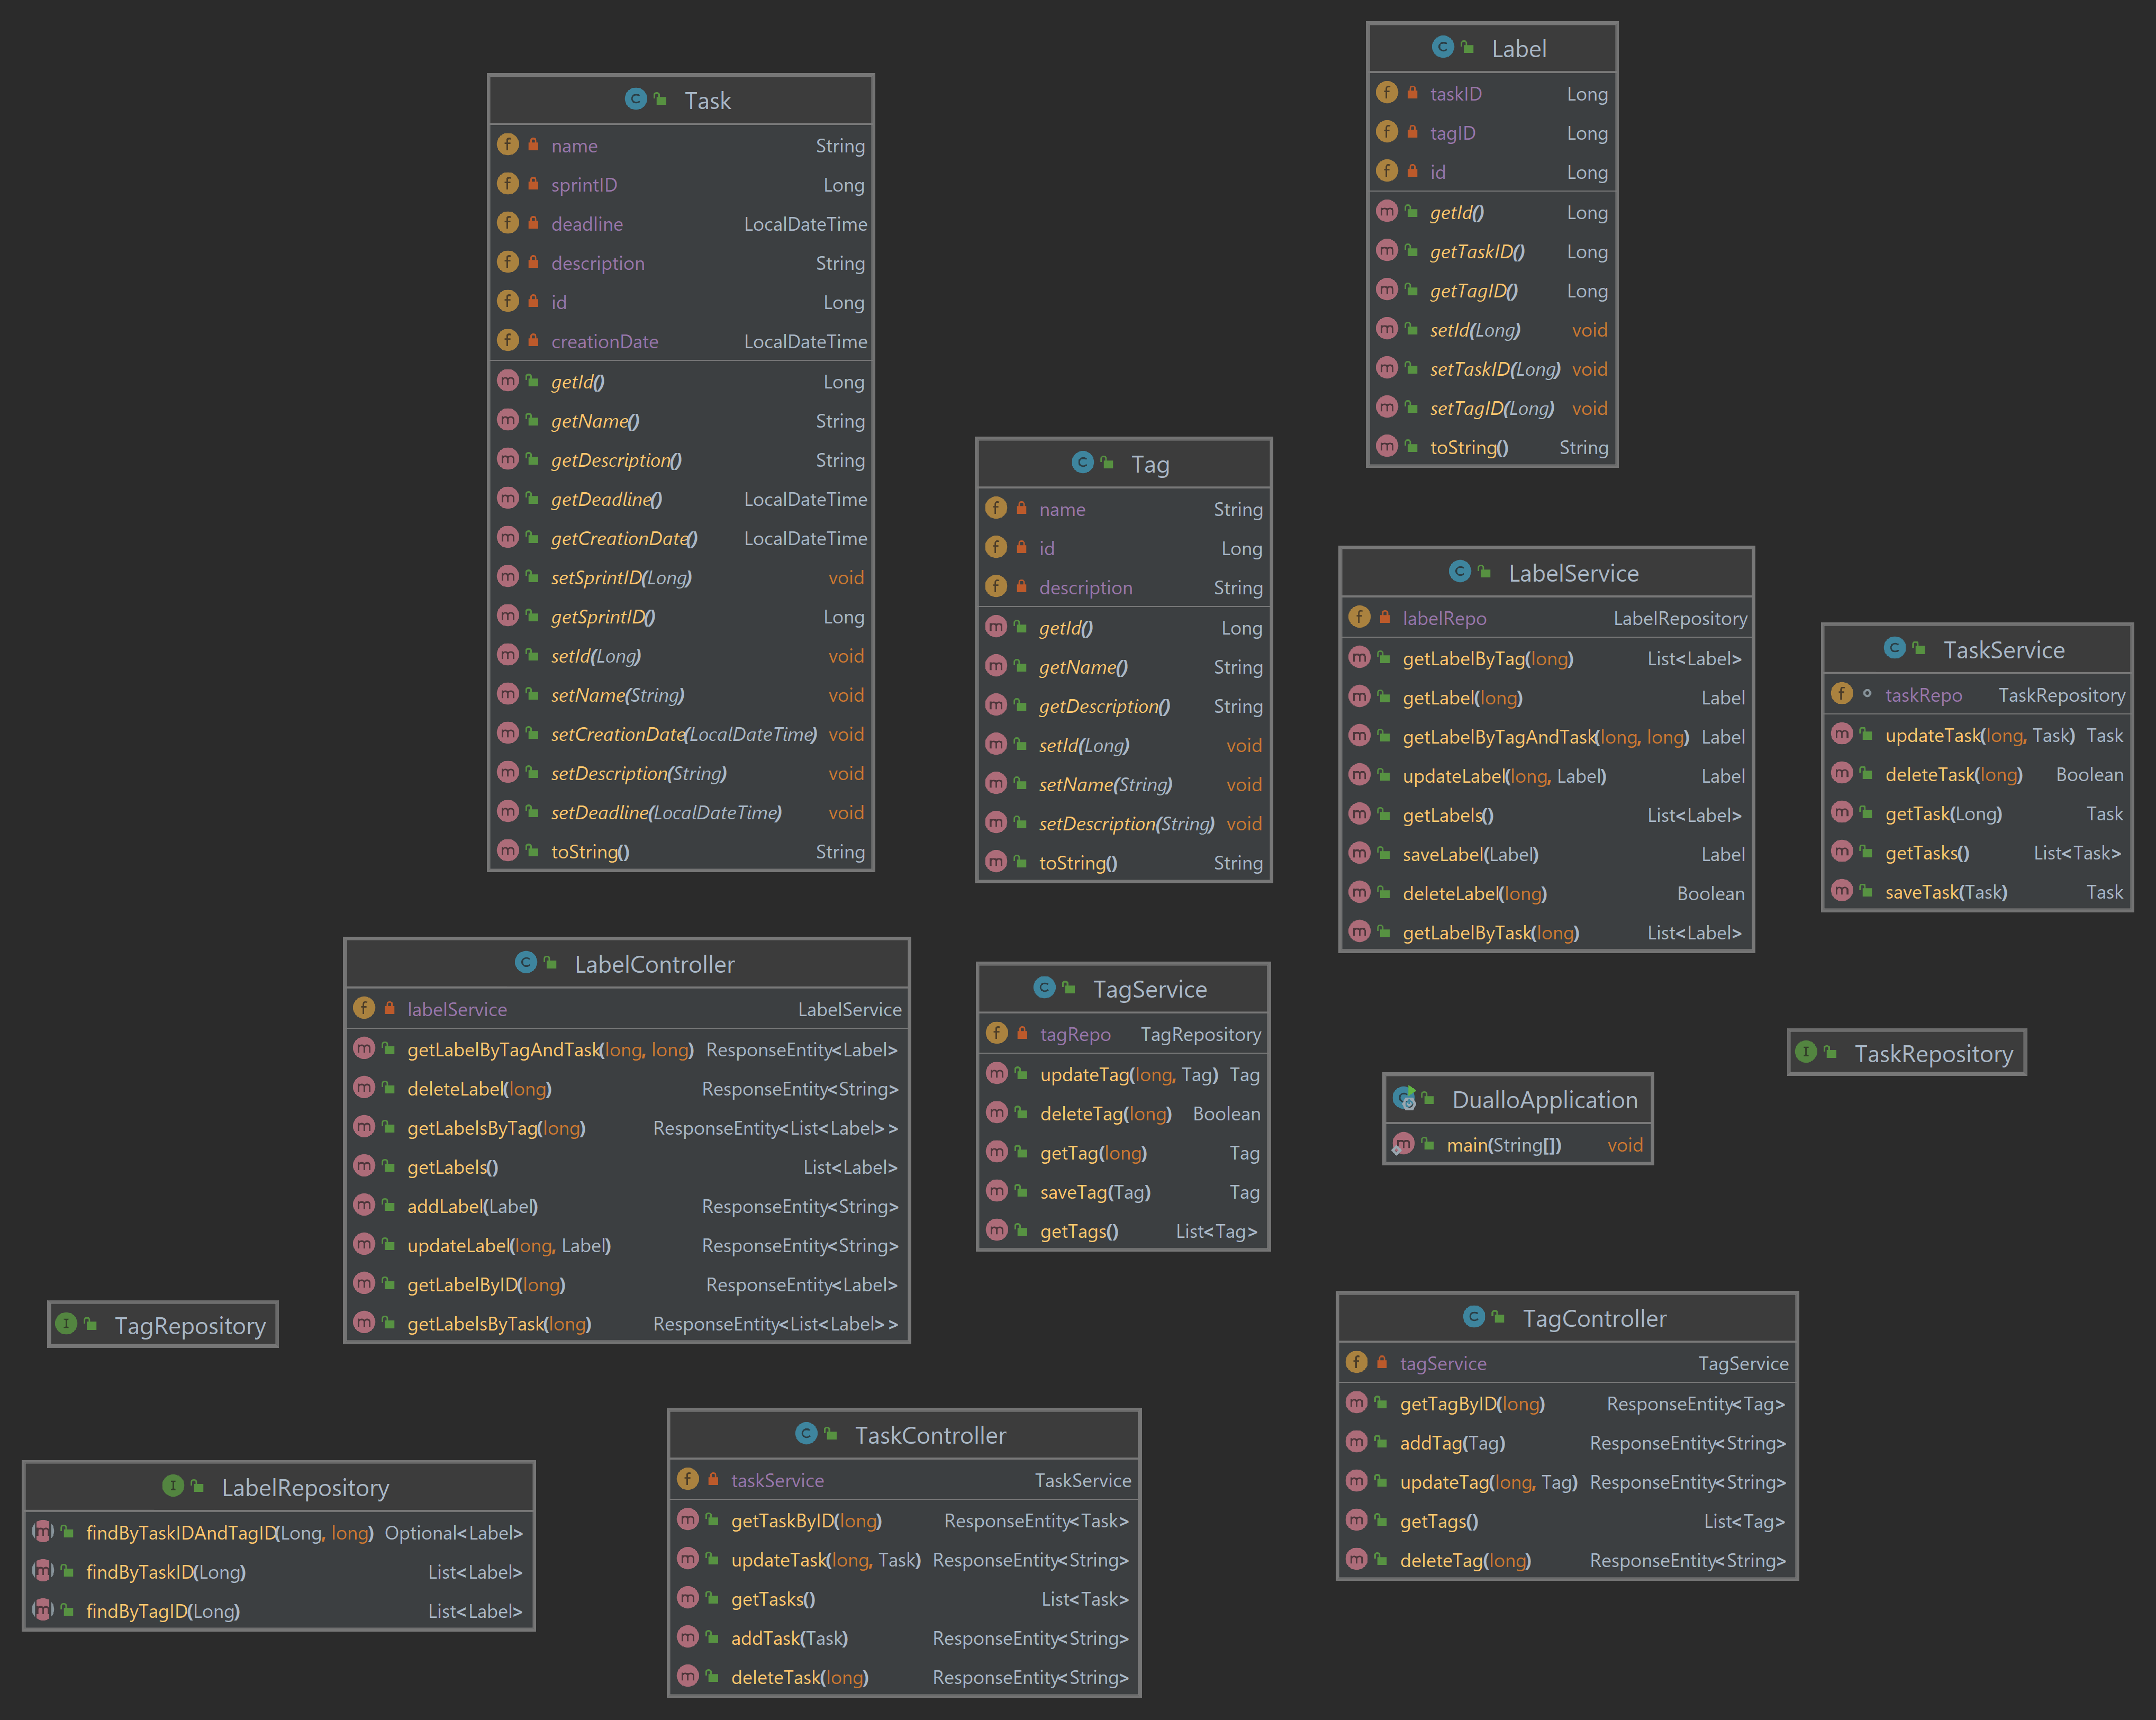 Task
name String
sprintID Long
deadline LocalDateTime
description String
id Long
creationDate LocalDateTime
getId() Long
getName() String
getDescription() String
getDeadline() LocalDateTime
getCreationDate() LocalDateTime
setSprintID(Long) void
getSprintID() Long
setId(Long) void
setName(String) void
setCreationDate(LocalDateTime) void
setDescription(String) void
setDeadline(LocalDateTime) void
toString() String
Label
taskID Long
tagID Long
id Long
getId() Long
getTaskID() Long
getTagID() Long
setId(Long) void
setTaskID(Long) void
setTagID(Long) void
toString() String
Tag
name String
id Long
description String
getId() Long
getName() String
getDescription() String
setId(Long) void
setName(String) void
setDescription(String) void
toString() String
LabelService
labelRepo LabelRepository
getLabelByTag(long) List<Label>
getLabel(long) Label
getLabelByTagAndTask(long, long) Label
updateLabel(long, Label) Label
getLabels() List<Label>
saveLabel(Label) Label
deleteLabel(long) Boolean
getLabelByTask(long) List<Label>
TaskService
taskRepo TaskRepository
updateTask(long, Task) Task
deleteTask(long) Boolean
getTask(Long) Task
getTasks() List<Task>
saveTask(Task) Task
LabelController
labelService LabelService
getLabelByTagAndTask(long, long) ResponseEntity<Label>
deleteLabel(long) ResponseEntity<String>
getLabelsByTag(long) ResponseEntity<List<Label>>
getLabels() List<Label>
addLabel(Label) ResponseEntity<String>
updateLabel(long, Label) ResponseEntity<String>
getLabelByID(long) ResponseEntity<Label>
getLabelsByTask(long) ResponseEntity<List<Label>>
TagService
tagRepo TagRepository
updateTag(long, Tag) Tag
deleteTag(long) Boolean
getTag(long) Tag
saveTag(Tag) Tag
getTags() List<Tag>
TaskRepository
DualloApplication
main(String[]) void
TagRepository
TagController
tagService TagService
getTagByID(long) ResponseEntity<Tag>
addTag(Tag) ResponseEntity<String>
updateTag(long, Tag) ResponseEntity<String>
getTags() List<Tag>
deleteTag(long) ResponseEntity<String>
TaskController
taskService TaskService
getTaskByID(long) ResponseEntity<Task>
updateTask(long, Task) ResponseEntity<String>
getTasks() List<Task>
addTask(Task) ResponseEntity<String>
deleteTask(long) ResponseEntity<String>
LabelRepository
findByTaskIDAndTagID(Long, long) Optional<Label>
findByTaskID(Long) List<Label>
findByTagID(Long) List<Label>